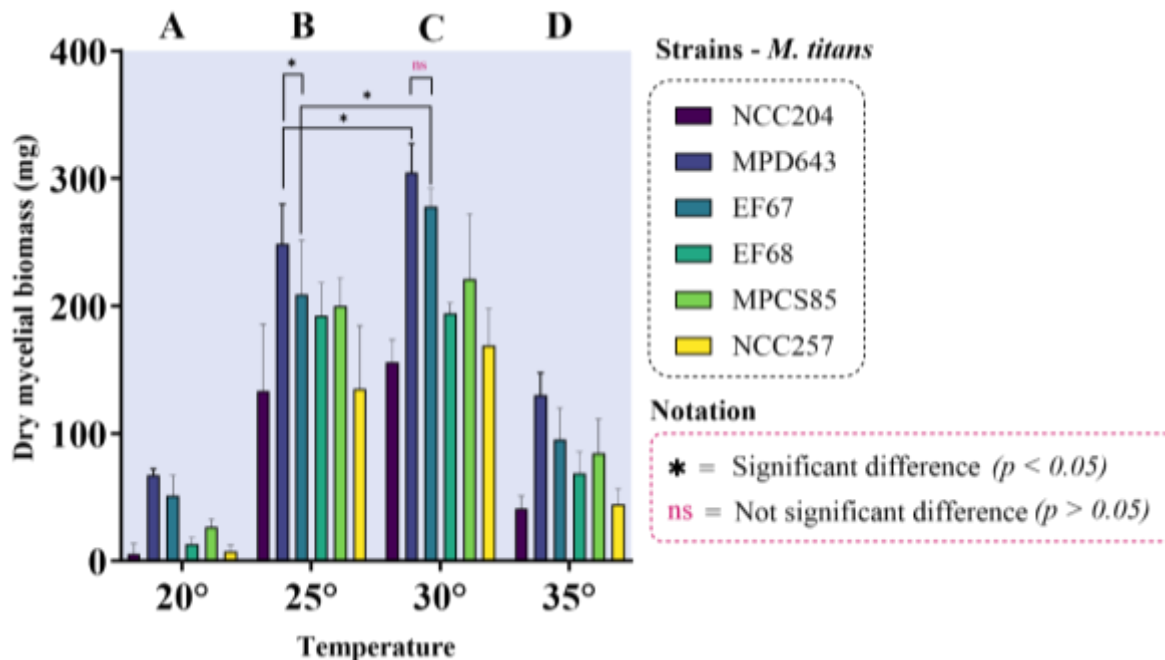 A B C D
Strains - M. titans
400
300
200
100
0
Dry mycelial biomass (mg)
* ns
*
*
NCC204
MPD643
EF67
EF68
MPCS85
NCC257
Notation
* = Significant difference (p < 0.05)
ns = Not significant difference (p > 0.05)
20° 25° 30° 35°
Temperature